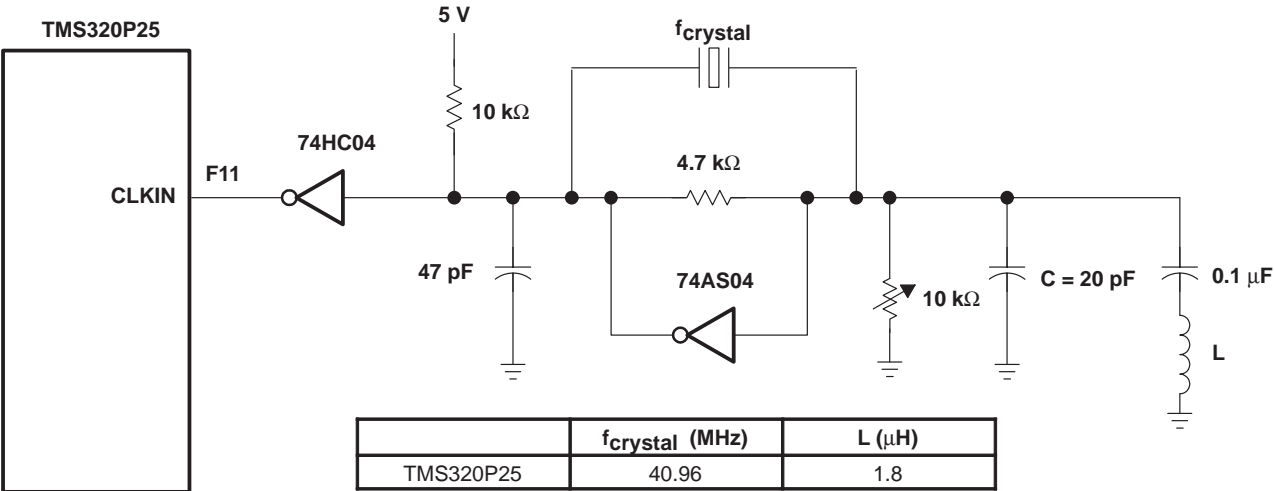 5 V
TMS320P25
fcrystal
10 kΩ
74HC04
4.7 kΩ
F11
CLKIN
47 pF
74AS04
10 kΩ
C = 20 pF
0.1 µF
L
fcrystal (MHz) L (µH)
TMS320P25 40.96 1.8